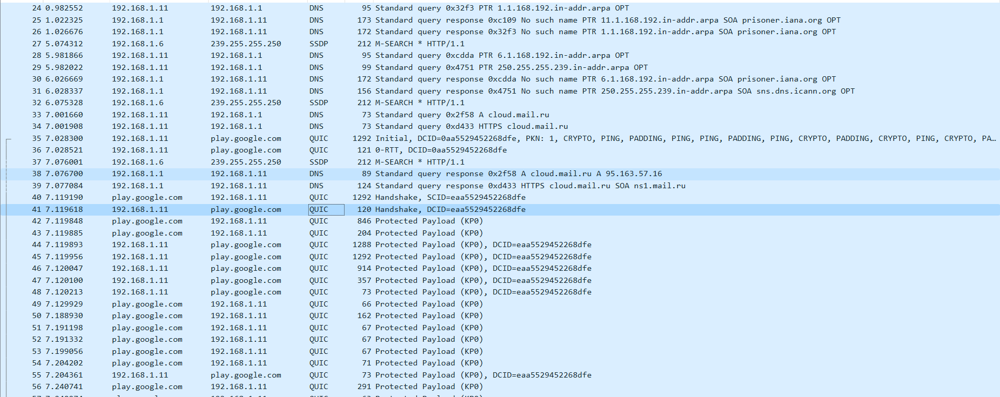 24 0.982552 192.168.1.11 192.168.1.1 DNS 95 Standard query 0x32f3 PTR 1.1.168.192.in-addr.arpa OPT
25 1.022325 192.168.1.1 192.168.1.11 DNS 173 Standard query response 0xc109 No such name PTR 11.1.168.192.in-addr.arpa SOA prisoner.iana.org OPT
26 1.026676 192.168.1.1 192.168.1.11 DNS 172 Standard query response 0x32f3 No such name PTR 1.1.168.192.in-addr.arpa SOA prisoner.iana.org OPT
27 5.074312 192.168.1.6 239.255.255.250 SSDP 212 M-SEARCH * HTTP/1.1
28 5.981866 192.168.1.11 192.168.1.1 DNS 95 Standard query 0xcdda PTR 6.1.168.192.in-addr.arpa OPT
29 5.982022 192.168.1.11 192.168.1.1 DNS 99 Standard query 0x4751 PTR 250.255.255.239.in-addr.arpa OPT
30 6.026669 192.168.1.1 192.168.1.11 DNS 172 Standard query response 0xcdda No such name PTR 6.1.168.192.in-addr.arpa SOA prisoner.iana.org OPT
31 6.028337 192.168.1.1 192.168.1.11 DNS 156 Standard query response 0x4751 No such name PTR 250.255.255.239.in-addr.arpa SOA sns.dns.icann.org OPT
32 6.075328 192.168.1.6 239.255.255.250 SSDP 212 M-SEARCH * HTTP/1.1
33 7.001660 192.168.1.11 192.168.1.1 DNS 73 Standard query 0x2f58 A cloud.mail.ru
34 7.001908 192.168.1.11 192.168.1.1 DNS 73 Standard query 0xd433 HTTPS cloud.mail.ru
35 7.028300 192.168.1.11 play.google.com QUIC 1292 Initial, DCID=0aa5529452268dfe, PKN: 1, CRYPTO, PING, PADDING, PING, PING, PADDING, PING, CRYPTO, PADDING, CRYPTO, PING, CRYPTO, PA…
36 7.028521 192.168.1.11 play.google.com QUIC 121 0-RTT, DCID=0aa5529452268dfe
37 7.076001 192.168.1.6 239.255.255.250 SSDP 212 M-SEARCH * HTTP/1.1
38 7.076700 192.168.1.1 192.168.1.11 DNS 89 Standard query response 0x2f58 A cloud.mail.ru A 95.163.57.16
39 7.077084 192.168.1.1 192.168.1.11 DNS 124 Standard query response 0xd433 HTTPS cloud.mail.ru SOA ns1.mail.ru
40 7.119190 play.google.com 192.168.1.11 QUIC 1292 Handshake, SCID=eaa5529452268dfe
41 7.119618 192.168.1.11 play.google.com QUIC 120 Handshake, DCID=eaa5529452268dfe
42 7.119848 play.google.com 192.168.1.11 QUIC 846 Protected Payload (KP0)
43 7.119885 play.google.com 192.168.1.11 QUIC 204 Protected Payload (KP0)
44 7.119893 192.168.1.11 play.google.com QUIC 1288 Protected Payload (KP0), DCID=eaa5529452268dfe
45 7.119956 192.168.1.11 play.google.com QUIC 1292 Protected Payload (KP0), DCID=eaa5529452268dfe
46 7.120047 192.168.1.11 play.google.com QUIC 914 Protected Payload (KP0), DCID=eaa5529452268dfe
47 7.120100 192.168.1.11 play.google.com QUIC 357 Protected Payload (KP0), DCID=eaa5529452268dfe
48 7.120213 192.168.1.11 play.google.com QUIC 73 Protected Payload (KP0), DCID=eaa5529452268dfe
49 7.129929 play.google.com 192.168.1.11 QUIC 66 Protected Payload (KP0)
50 7.188930 play.google.com 192.168.1.11 QUIC 162 Protected Payload (KP0)
51 7.191198 play.google.com 192.168.1.11 QUIC 67 Protected Payload (KP0)
52 7.191332 play.google.com 192.168.1.11 QUIC 67 Protected Payload (KP0)
53 7.199056 play.google.com 192.168.1.11 QUIC 67 Protected Payload (KP0)
54 7.204202 play.google.com 192.168.1.11 QUIC 71 Protected Payload (KP0)
55 7.204361 192.168.1.11 play.google.com QUIC 73 Protected Payload (KP0), DCID=eaa5529452268dfe
56 7.240741 play.google.com 192.168.1.11 QUIC 291 Protected Payload (KP0)